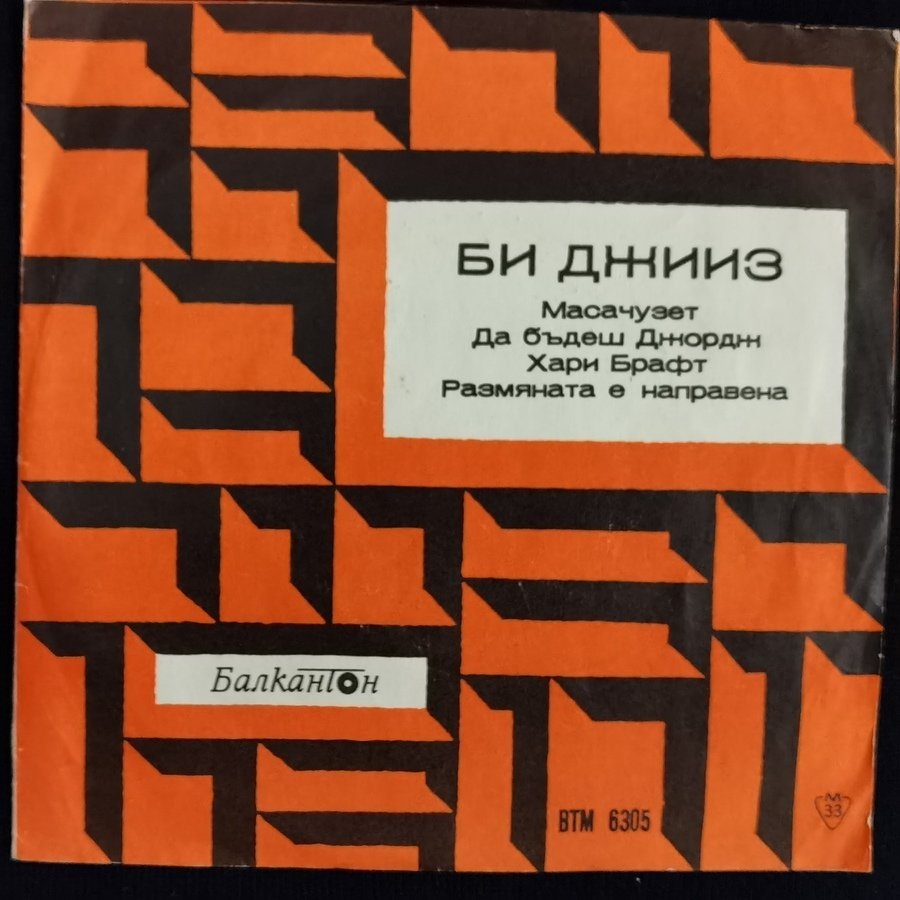 БИ ДЖИИЗ
Масачузет
Да бъдеш Джордж
Хари Брафт
Размяната е направена
Балкантон
ВТМ 6305
М
33